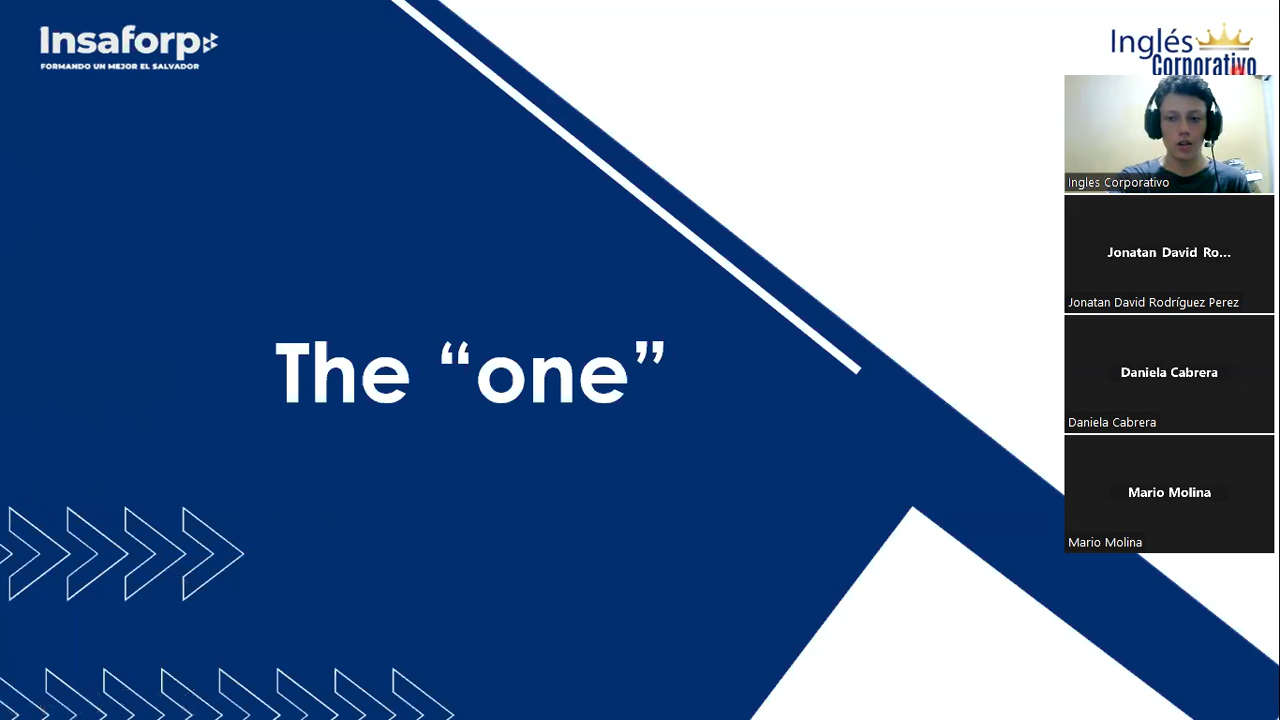 Insaforp
FORMANDO UN MEJOR EL SALVADOR
Inglés
Corporativo
The “one”
Ingles Corporativo
Jonatan David Ro...
Jonatan David Rodríguez Perez
Daniela Cabrera
Daniela Cabrera
Mario Molina
Mario Molina